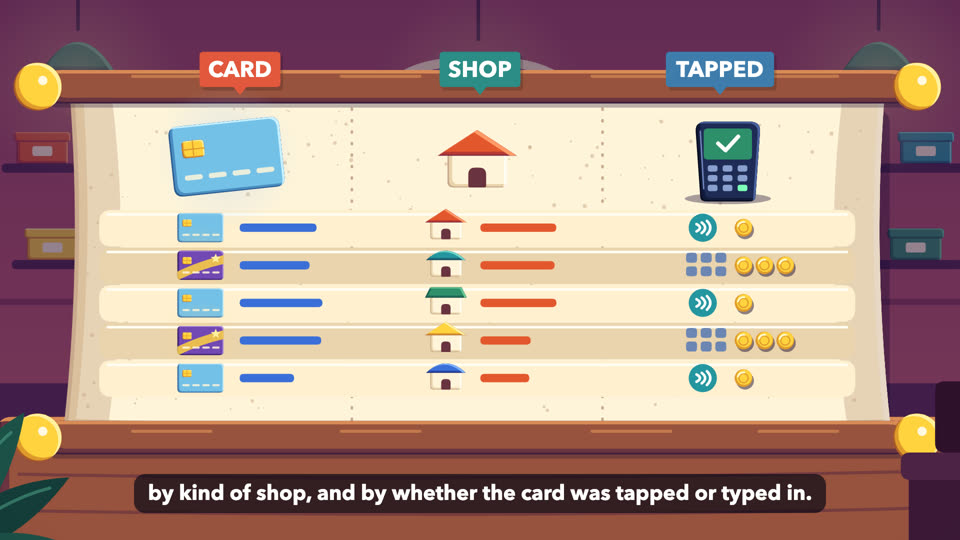 CARD
SHOP
TAPPED
by kind of shop, and by whether the card was tapped or typed in.